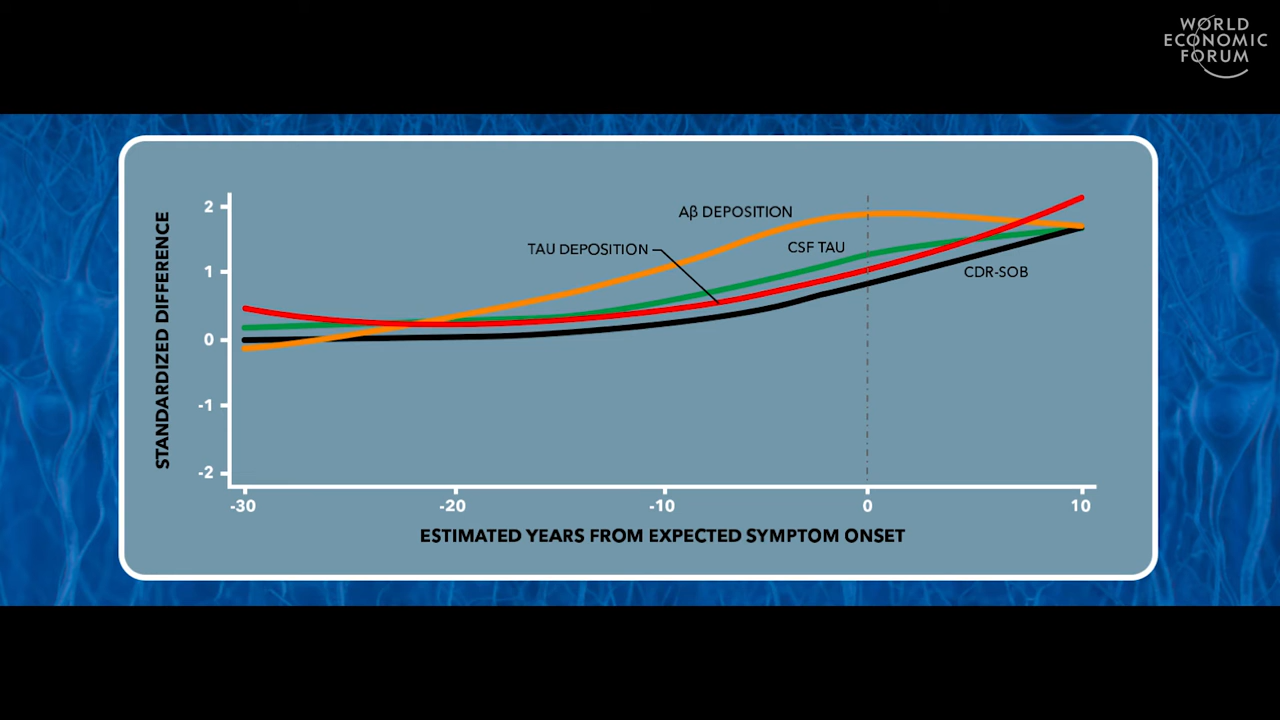 WORLD
ECONOMIC
FORUM
STANDARDIZED DIFFERENCE
2
1
0
-1
-2
Aβ DEPOSITION
TAU DEPOSITION
CSF TAU
CDR-SOB
-30
-20
-10
0
10
ESTIMATED YEARS FROM EXPECTED SYMPTOM ONSET